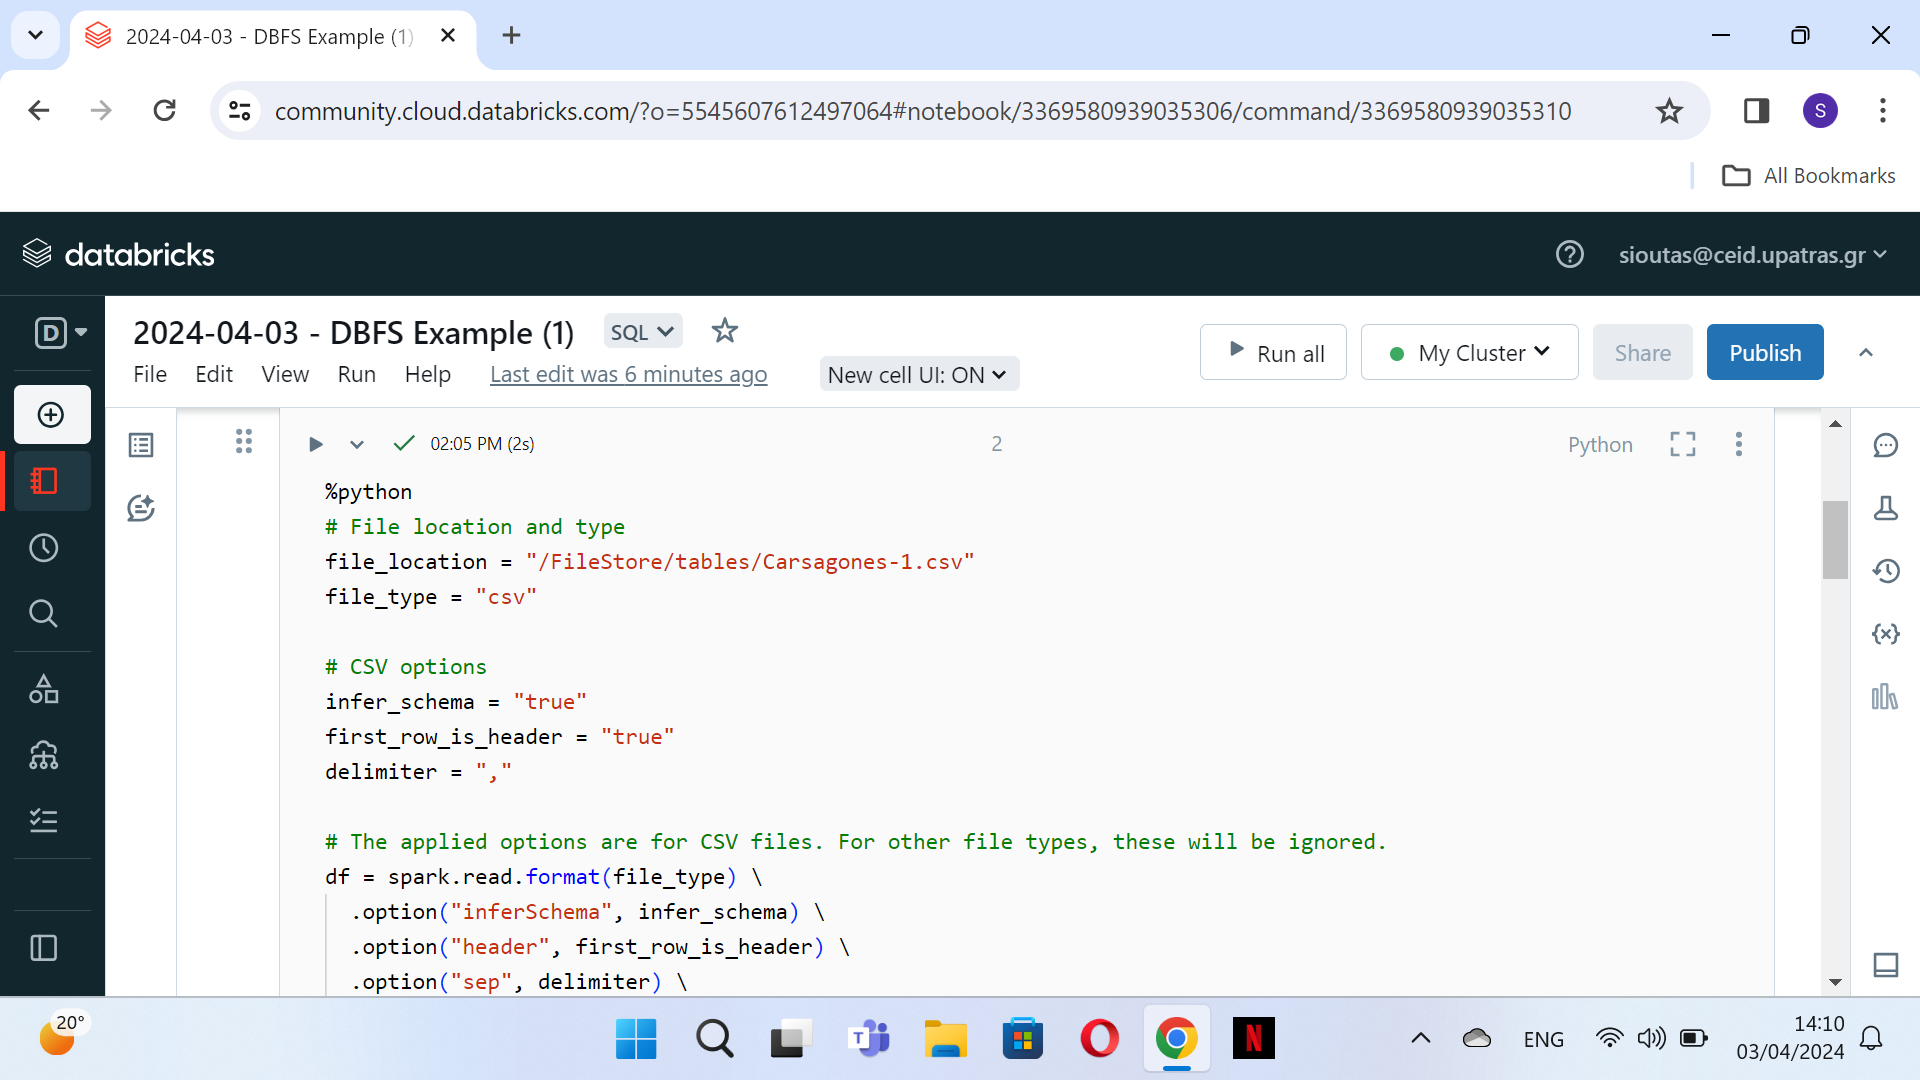 2024-04-03 - DBFS Example (1)
community.cloud.databricks.com/?o=5545607612497064#notebook/3369580939035306/command/3369580939035310
S
All Bookmarks
databricks
sioutas@ceid.upatras.gr
D
2024-04-03 - DBFS Example (1)
SQL
File Edit View Run Help
Last edit was 6 minutes ago
New cell UI: ON
Run all
My Cluster
Share
Publish
02:05 PM (2s)
2
Python
%python
# File location and type
file_location = "/FileStore/tables/Carsagones-1.csv"
file_type = "csv"
# CSV options
infer_schema = "true"
first_row_is_header = "true"
delimiter = ","
# The applied options are for CSV files. For other file types, these will be ignored.
df = spark.read.format(file_type) \
.option("inferSchema", infer_schema) \
.option("header", first_row_is_header) \
.option("sep", delimiter) \
20°
T
N
ENG
14:10
03/04/2024